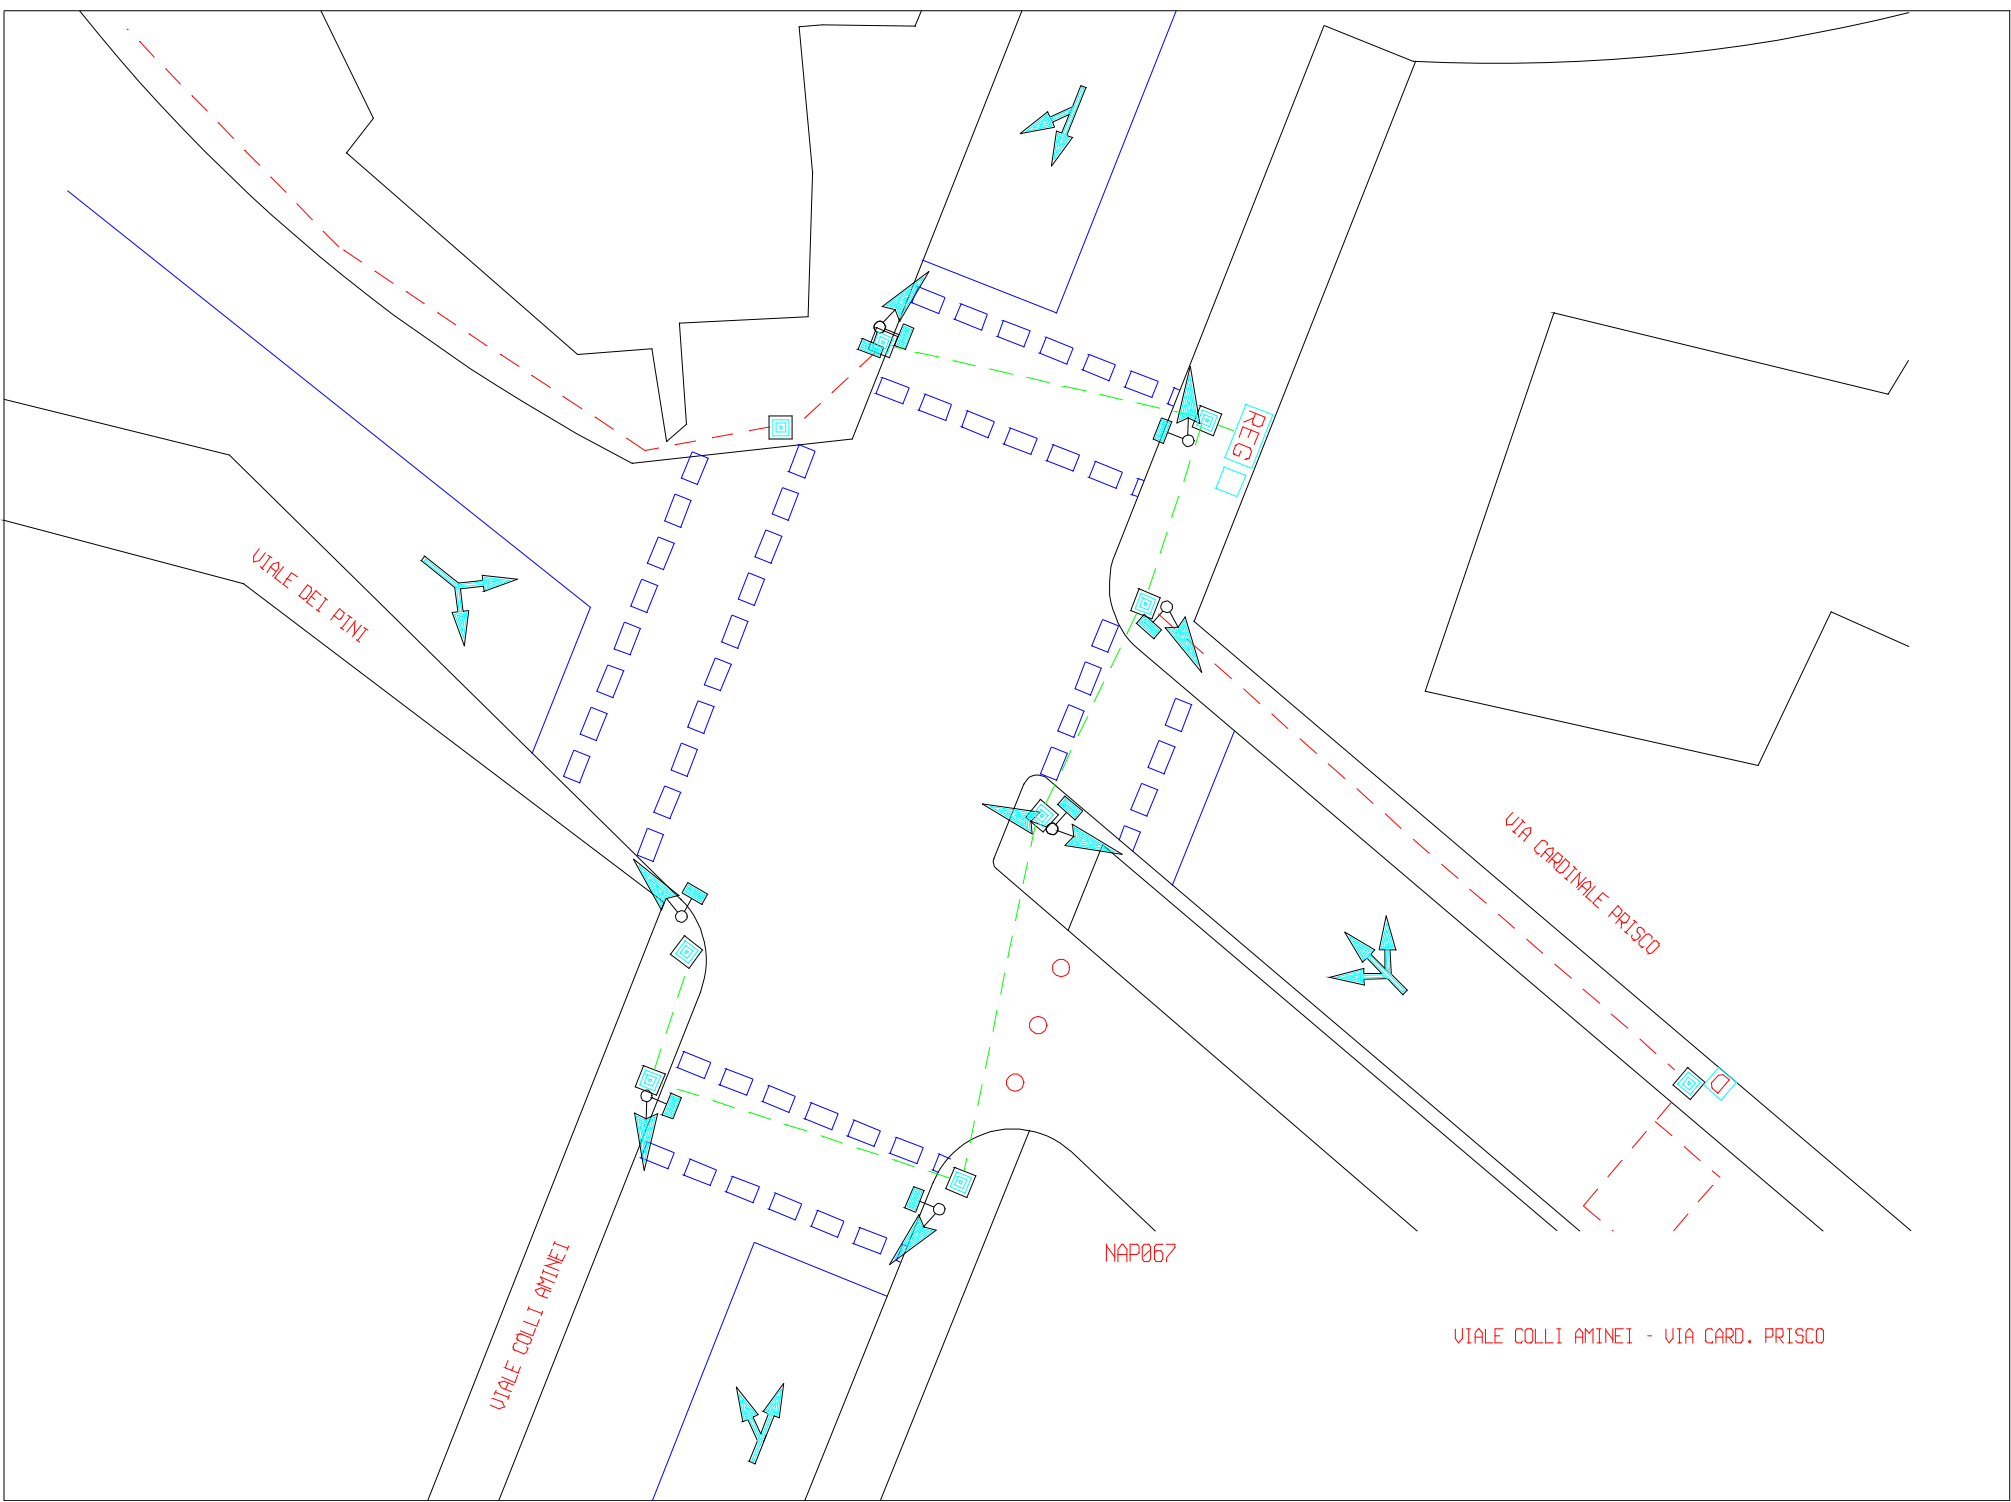 REG
VIALE DEI PINI
VIA CARDINALE PRISCO
D
VIALE COLLI AMINEI
NAP067
VIALE COLLI AMINEI - VIA CARD. PRISCO